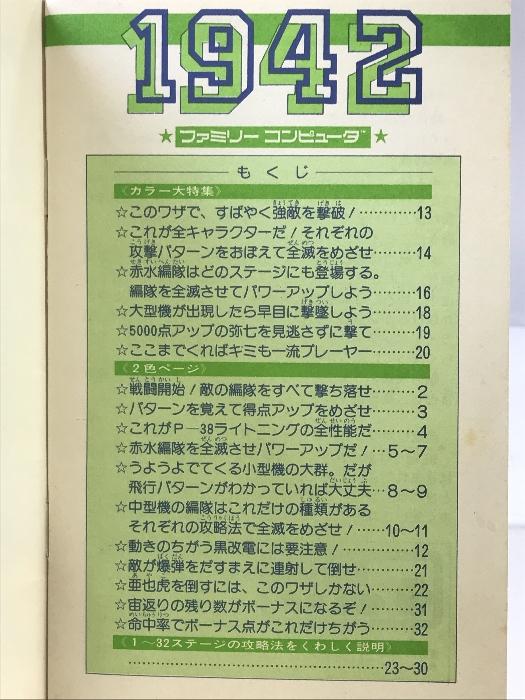 1942
★ファミリー コンピュータ™★
もくじ
《カラー大特集》
☆このワザで、すばやく強敵を撃破！…………13
☆これが全キャラクターだ！それぞれの
攻撃パターンをおぼえて全滅をめざせ……14
☆赤水編隊はどのステージにも登場する。
編隊を全滅させてパワーアップしよう……16
☆大型機が出現したら早目に撃墜しよう……18
☆5000点アップの弥七を見逃さずに撃て……19
☆ここまでくればキミも一流プレーヤー………20
《2色ページ》
☆戦闘開始！敵の編隊をすべて撃ち落せ………2
☆パターンを覚えて得点アップをめざせ………3
☆これがP－38ライトニングの全性能だ………4
☆赤水編隊を全滅させパワーアップだ！…5～7
☆うようよでてくる小型機の大群。だが
飛行パターンがわかっていれば大丈夫…8～9
☆中型機の編隊はこれだけの種類がある
それぞれの攻略法で全滅をめざせ！……10～11
☆動きのちがう黒改電には要注意！…………12
☆敵が爆弾をだすまえに連射して倒せ………21
☆亜也虎を倒すには、このワザしかない……22
☆宙返りの残り数がボーナスになるぞ！……31
☆命中率でボーナス点がこれだけちがう……32
《1～32ステージの攻略法をくわしく説明》
……………………………………23～30